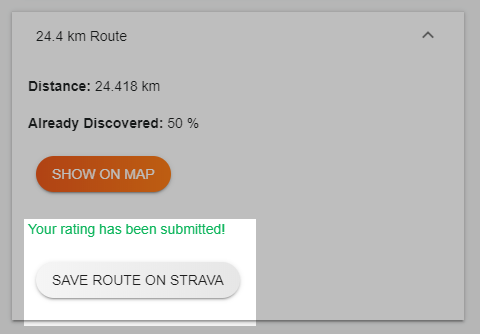 24.4 km Route
Distance: 24.418 km
Already Discovered: 50 %
SHOW ON MAP
Your rating has been submitted!
SAVE ROUTE ON STRAVA